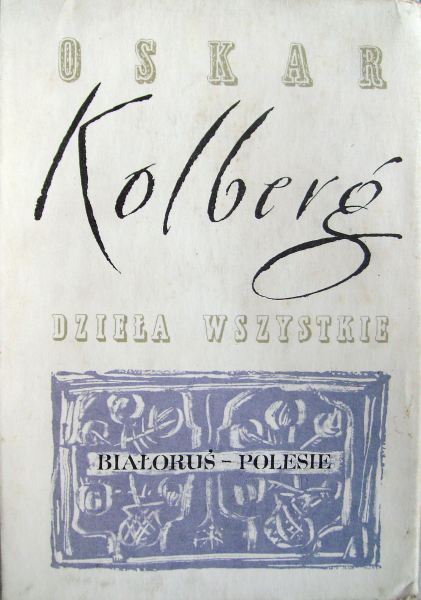 OSKAR
Kolberg
DZIEŁA WSZYSTKIE
BIAŁORUŚ - POLESIE